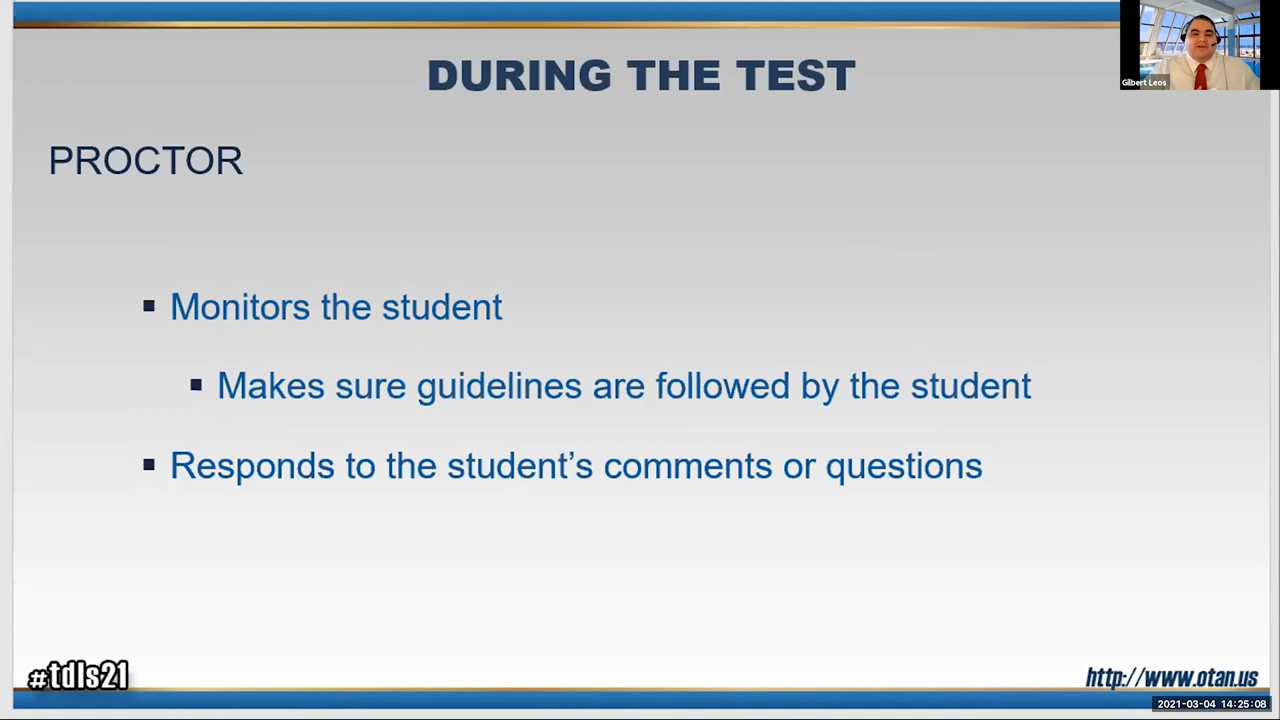 DURING THE TEST
Gilbert Leos
PROCTOR
▪ Monitors the student
▪ Makes sure guidelines are followed by the student
▪ Responds to the student’s comments or questions
#tdls21
http://www.otan.us
2021-03-04 14:25:08